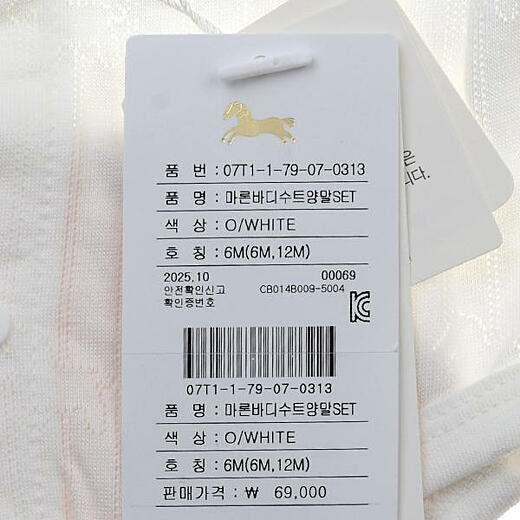 품 번 : 07T1-1-79-07-0313
품 명 : 마론바디수트양말SET
색 상 : O/WHITE
호 칭 : 6M(6M,12M)
2025.10 00069
안전확인신고 CB014B009-5004
확인증번호
07T1-1-79-07-0313
품 명 : 마론바디수트양말SET
색 상 : O/WHITE
호 칭 : 6M(6M,12M)
판매가격 : ₩ 69,000
은
니다.